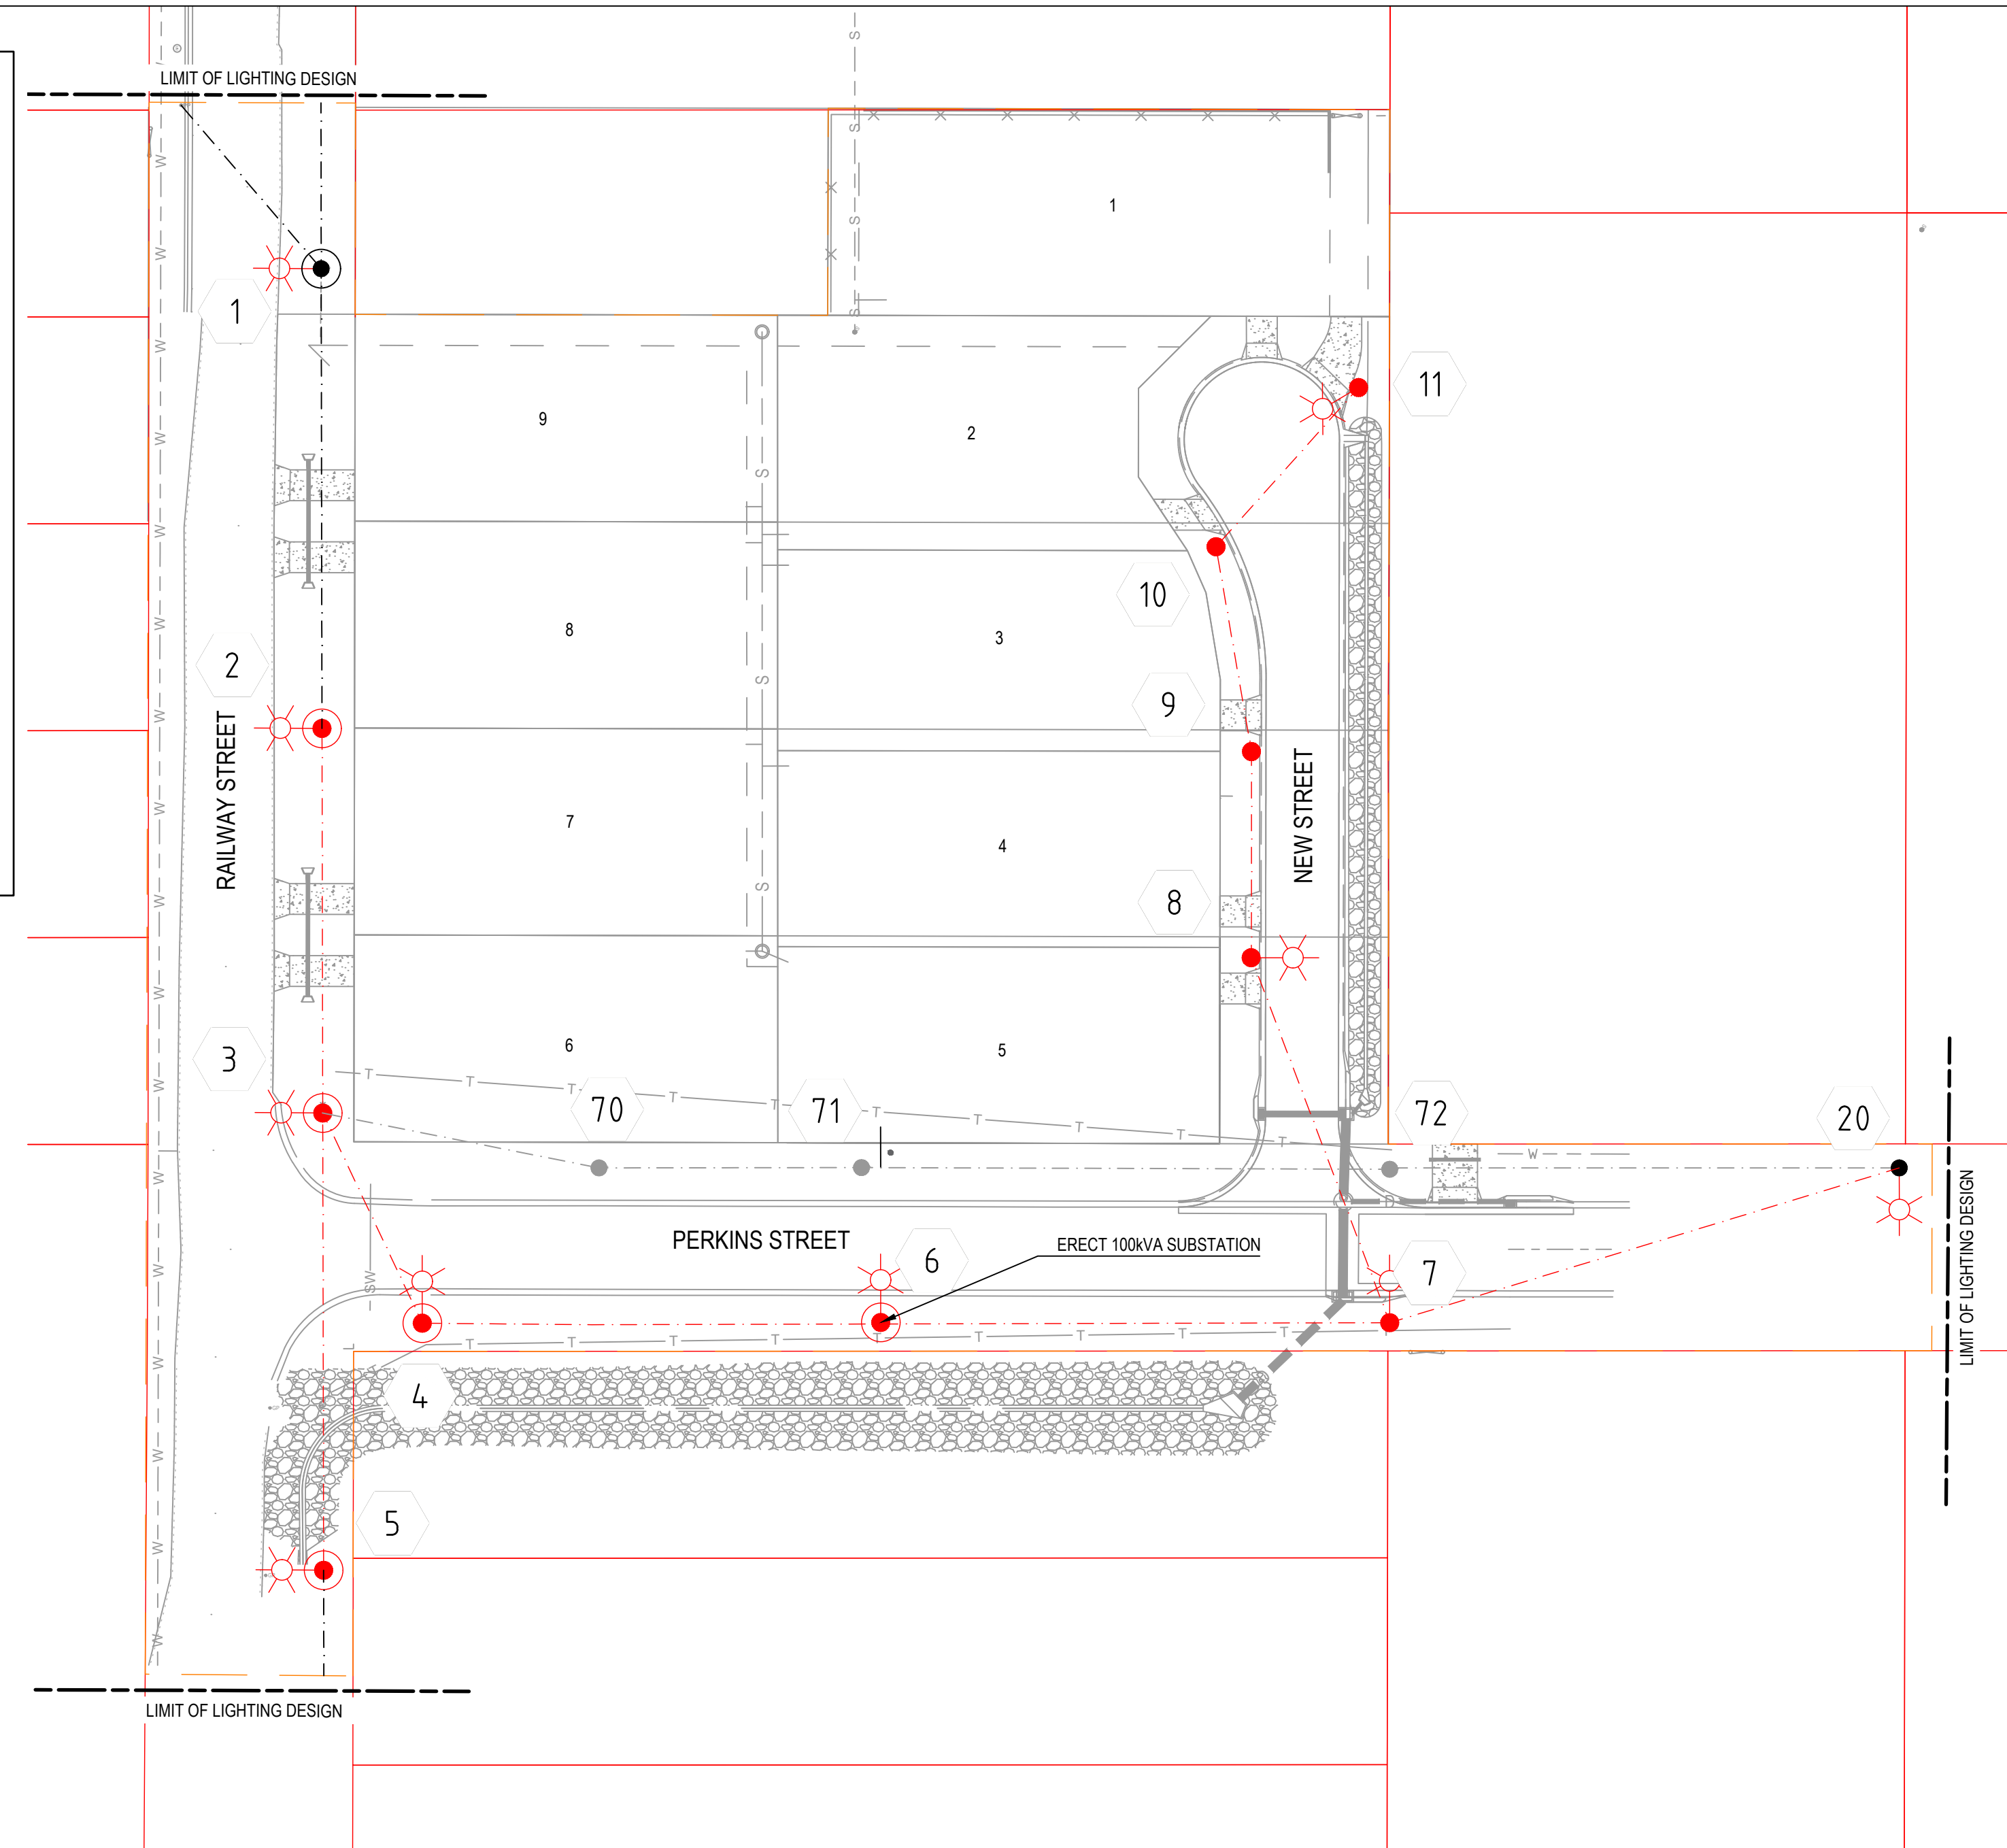 LIMIT OF LIGHTING DESIGN
S
S
1
W
W
S
S
1
W
11
9
2
S
W
10
8
3
2
W
S
9
RAILWAY STREET
NEW STREET
7
4
W
S
8
W
3
6
5
T T T T T T T T T T
W
70
71
72
20
W
W
D
PERKINS STREET
6
ERECT 100kVA SUBSTATION
7
LIMIT OF LIGHTING DESIGN
W
SW
T T T T T T T T T
W
4
W
5
W
W
LIMIT OF LIGHTING DESIGN